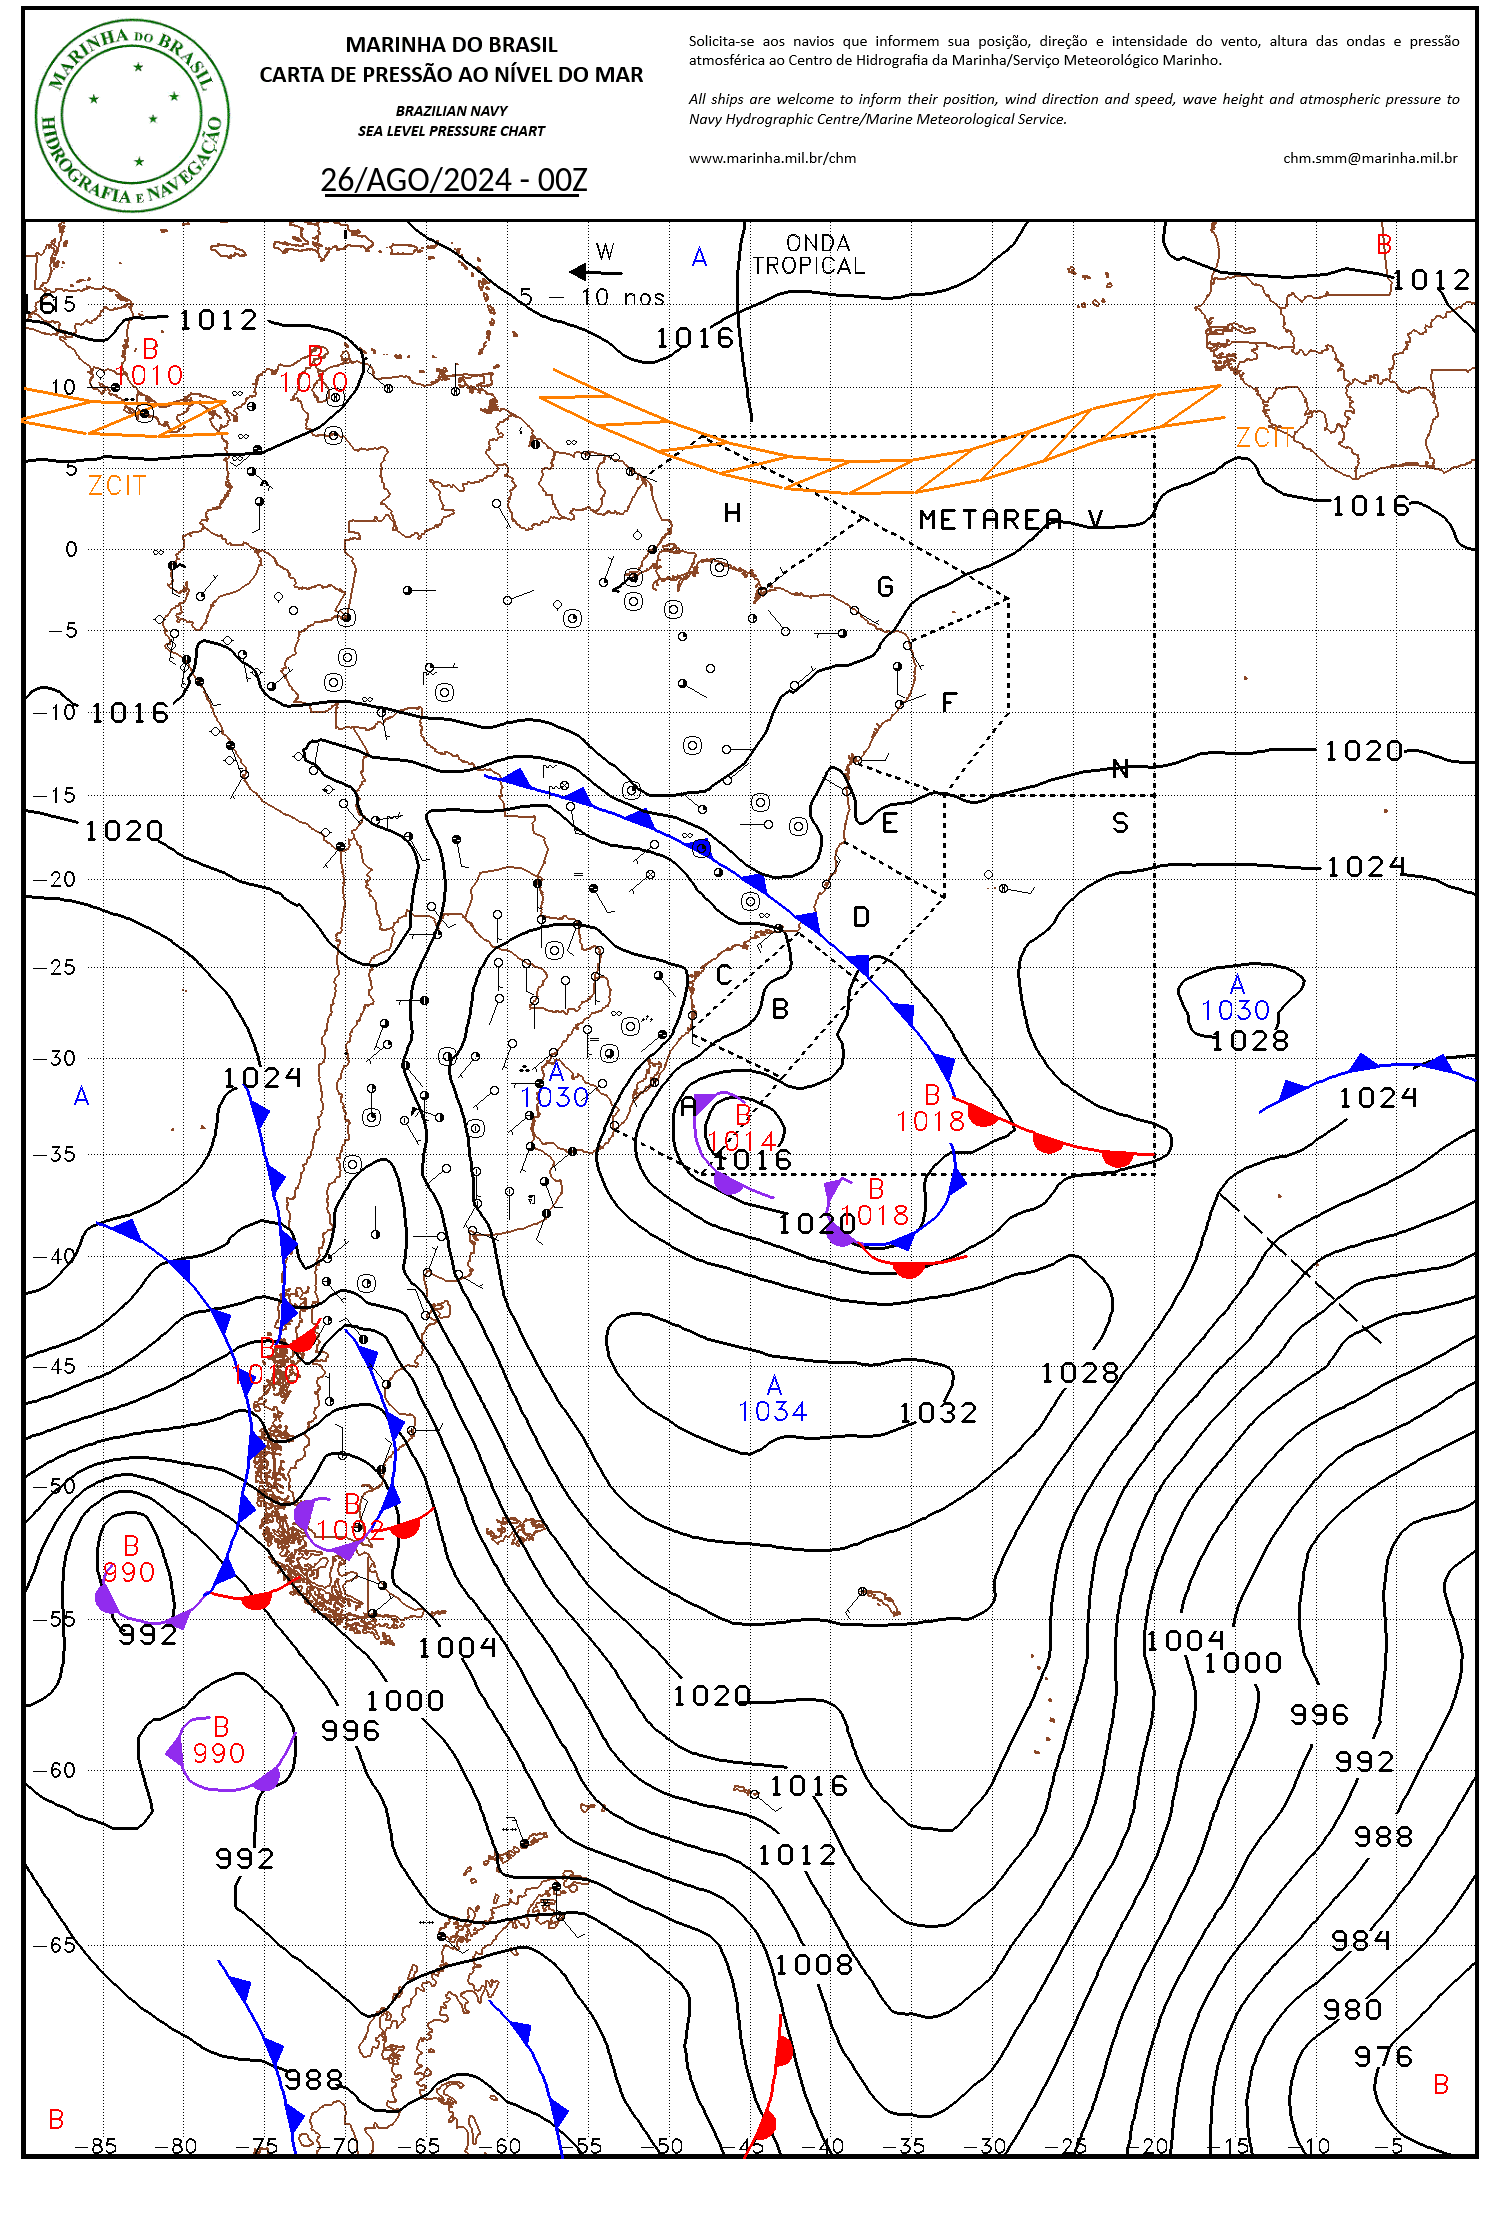 MARINHA DO BRASIL
HIDROGRAFIA E NAVEGAÇÃO
MARINHA DO BRASIL
CARTA DE PRESSÃO AO NÍVEL DO MAR
BRAZILIAN NAVY
SEA LEVEL PRESSURE CHART
26/AGO/2024 - 00Z
Solicita-se aos navios que informem sua posição, direção e intensidade do vento, altura das ondas e pressão
atmosférica ao Centro de Hidrografia da Marinha/Serviço Meteorológico Marinho.
All ships are welcome to inform their position, wind direction and speed, wave height and atmospheric pressure to
Navy Hydrographic Centre/Marine Meteorological Service.
www.marinha.mil.br/chm chm.smm@marinha.mil.br
W A ONDA B
TROPICAL
5 - 10 nos 1012
16 15
1012 1016
B B
1010 1010
10
ZCIT
5
ZCIT
H METAREA V 1016
0
G
-5
F
-10 1016
N 1020
-15
1020 E S
1024
-20
D
-25 C A
B 1030
1028
-30
1024 A
A 1030 B 1024
A B 1018
1014
-35 1016
B
1020 1018
-40
B
1010
-45 A 1028
1034 1032
-50
B
1002
B
990
-55
992 1004 1004
1000
1000 1020
996 996
B
990
-60 1016 992
992 1012 988
-65 984
1008
980
976
988 B
B
-85 -80 -75 -70 -65 -60 -55 -50 -45 -40 -35 -30 -25 -20 -15 -10 -5